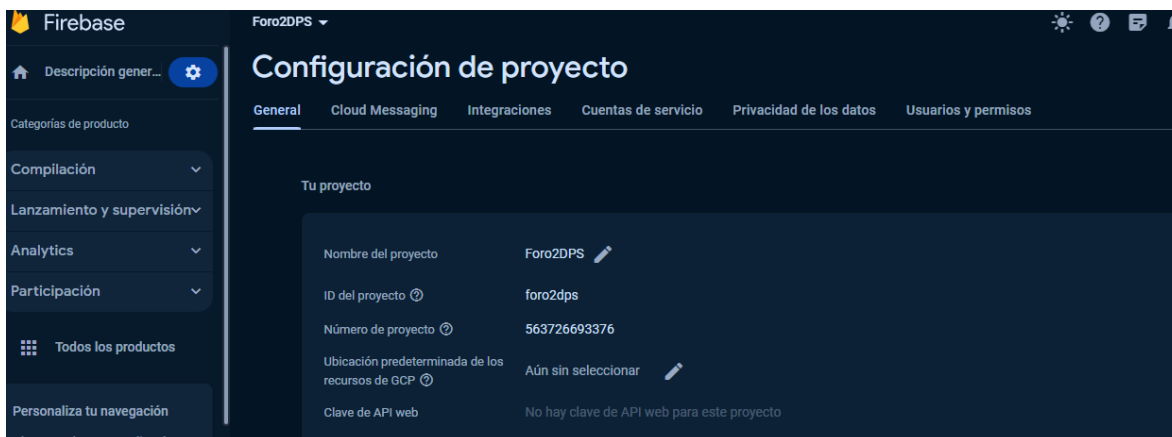 Firebase
Foro2DPS
Descripción gener...
Configuración de proyecto
General Cloud Messaging Integraciones Cuentas de servicio Privacidad de los datos Usuarios y permisos
Categorías de producto
Compilación
Lanzamiento y supervisión
Analytics
Participación
Todos los productos
Personaliza tu navegación
Tu proyecto
Nombre del proyecto Foro2DPS
ID del proyecto foro2dps
Número de proyecto 563726693376
Ubicación predeterminada de los
recursos de GCP Aún sin seleccionar
Clave de API web No hay clave de API web para este proyecto